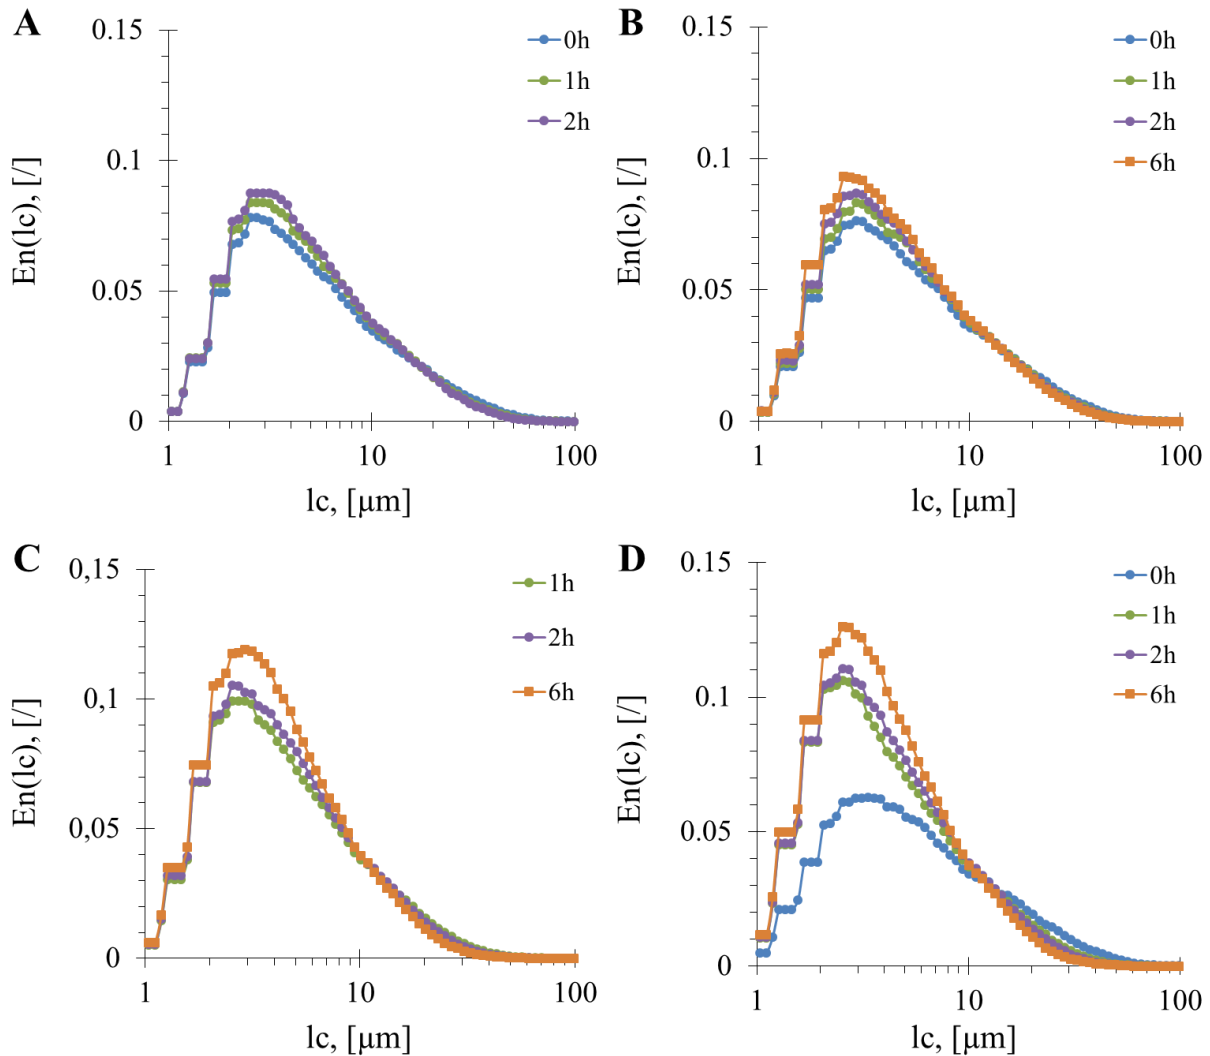 A
0.15
0.1
0.05
0
En(lc), [/]
1
10
100
lc, [µm]
0h
1h
2h
B
0.15
0.1
0.05
0
En(lc), [/]
1
10
100
lc, [µm]
0h
1h
2h
6h
C
0,15
0,1
0,05
0
En(lc), [/]
1
10
100
lc, [µm]
1h
2h
6h
D
0.15
0.1
0.05
0
En(lc), [/]
1
10
100
lc, [µm]
0h
1h
2h
6h